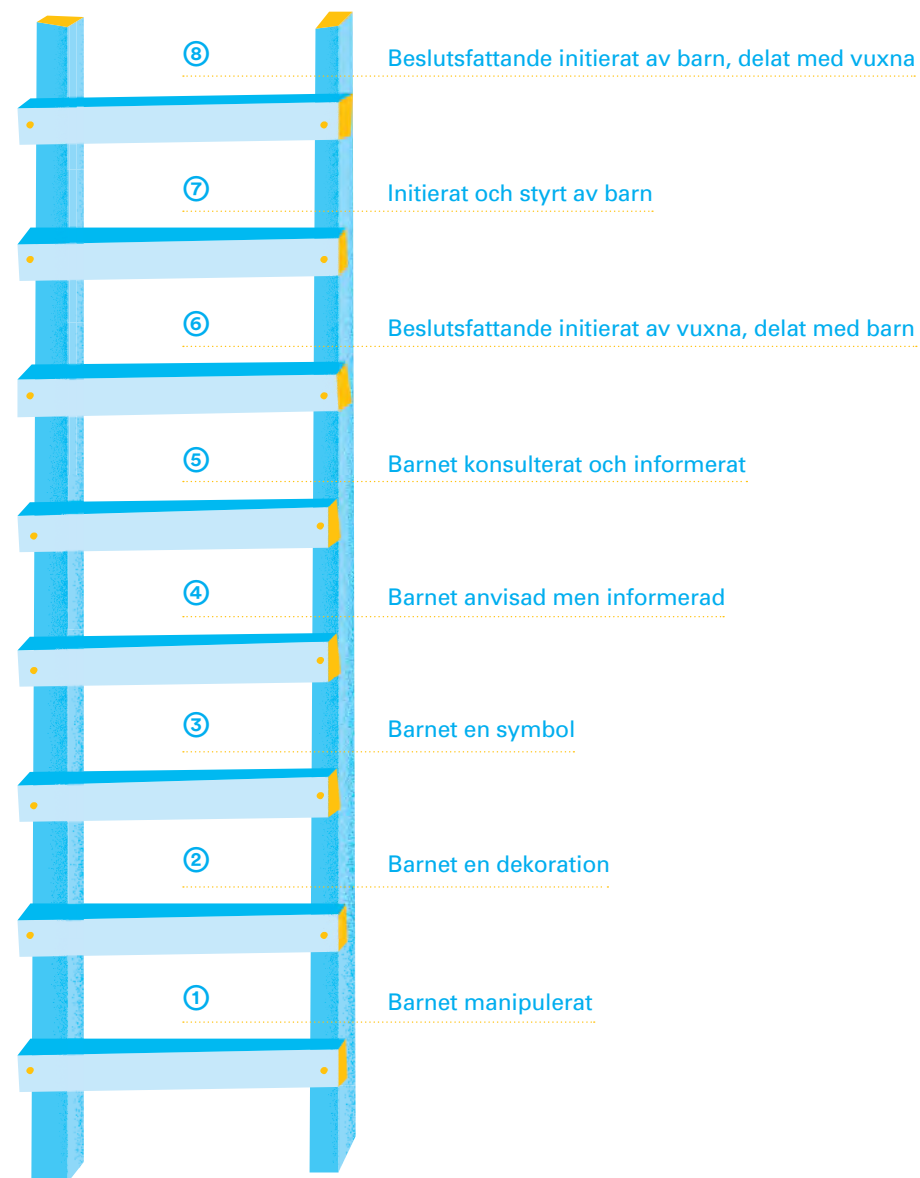 ⑧ Beslutsfattande initierat av barn, delat med vuxna
⑦ Initierat och styrt av barn
⑥ Beslutsfattande initierat av vuxna, delat med barn
⑤ Barnet konsulterat och informerat
④ Barnet anvisad men informerad
③ Barnet en symbol
② Barnet en dekoration
① Barnet manipulerat